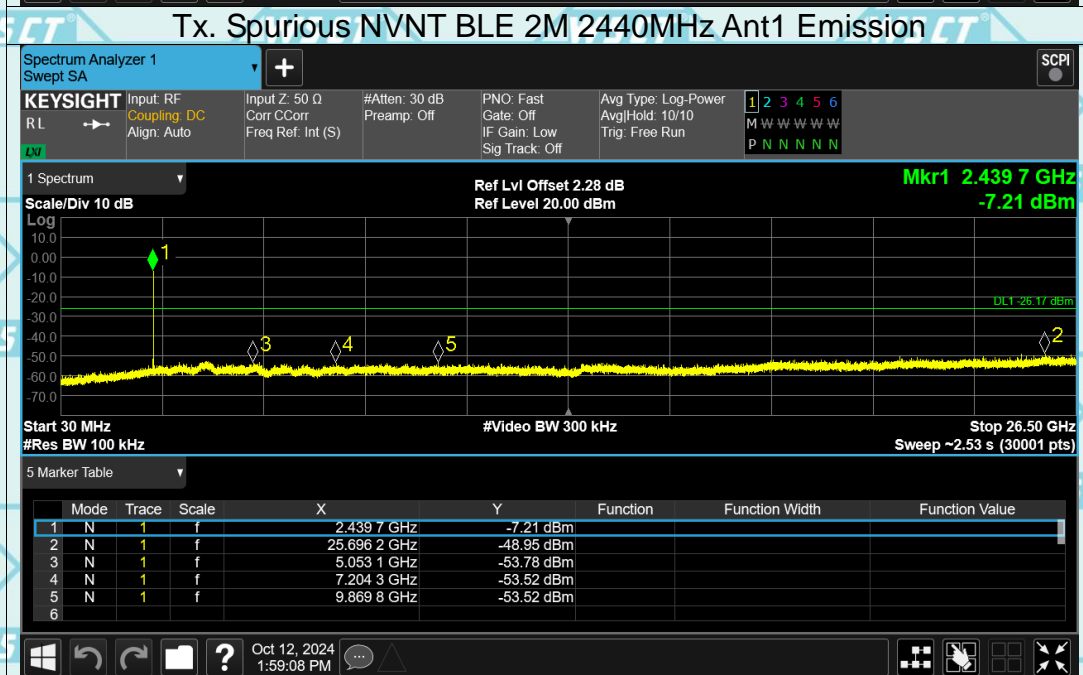 Tx. Spurious NVNT BLE 2M 2440MHz Ant1 Emission
Spectrum Analyzer 1
Swept SA
+
SCPI
KEYSIGHT Input: RF Input Z: 50 Ω #Atten: 30 dB PNO: Fast Avg Type: Log-Power 1 2 3 4 5 6
R L Coupling: DC Corr CCorr Preamp: Off Gate: Off Avg|Hold: 10/10 M W W W W W
Align: Auto Freq Ref: Int (S) IF Gain: Low Trig: Free Run
LXI Sig Track: Off P N N N N N
1 Spectrum
Ref Lvl Offset 2.28 dB Mkr1 2.439 7 GHz
Scale/Div 10 dB Ref Level 20.00 dBm -7.21 dBm
Log
10.0
1
0.00
-10.0
-20.0
DL1 -26.17 dBm
-30.0
-40.0
3 4 5 2
-50.0
-60.0
-70.0
Start 30 MHz #Video BW 300 kHz Stop 26.50 GHz
#Res BW 100 kHz Sweep ~2.53 s (30001 pts)
5 Marker Table
Mode Trace Scale X Y Function Function Width Function Value
1 N 1 f 2.439 7 GHz -7.21 dBm
2 N 1 f 25.696 2 GHz -48.95 dBm
3 N 1 f 5.053 1 GHz -53.78 dBm
4 N 1 f 7.204 3 GHz -53.52 dBm
5 N 1 f 9.869 8 GHz -53.52 dBm
6
?
Oct 12, 2024
1:59:08 PM